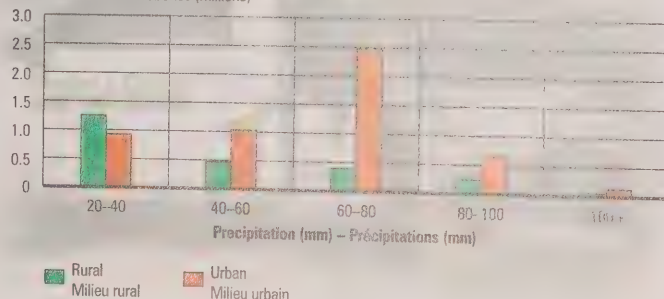 (millions)
3.0
2.5
2.0
1.5
1.0
0.5
0
20–40 40–60 60–80 80-100
Precipitation (mm) – Précipitations (mm)
Rural
Milieu rural
Urban
Milieu urbain